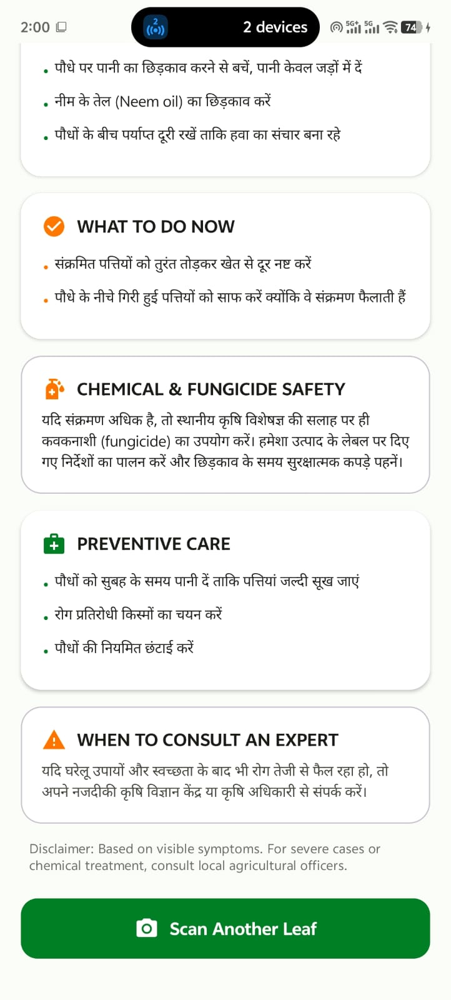 2:00
2
2 devices
5G+
5G
74
पौधे पर पानी का छिड़काव करने से बचें, पानी केवल जड़ों में दें
नीम के तेल (Neem oil) का छिड़काव करें
पौधों के बीच पर्याप्त दूरी रखें ताकि हवा का संचार बना रहे
WHAT TO DO NOW
संक्रमित पत्तियों को तुरंत तोड़कर खेत से दूर नष्ट करें
पौधे के नीचे गिरी हुई पत्तियों को साफ करें क्योंकि वे संक्रमण फैलाती हैं
CHEMICAL & FUNGICIDE SAFETY
यदि संक्रमण अधिक है, तो स्थानीय कृषि विशेषज्ञ की सलाह पर ही
कवकनाशी (fungicide) का उपयोग करें। हमेशा उत्पाद के लेबल पर दिए
गए निर्देशों का पालन करें और छिड़काव के समय सुरक्षात्मक कपड़े पहनें।
PREVENTIVE CARE
पौधों को सुबह के समय पानी दें ताकि पत्तियां जल्दी सूख जाएं
रोग प्रतिरोधी किस्मों का चयन करें
पौधों की नियमित छंटाई करें
WHEN TO CONSULT AN EXPERT
यदि घरेलू उपायों और स्वच्छता के बाद भी रोग तेजी से फैल रहा हो, तो
अपने नजदीकी कृषि विज्ञान केंद्र या कृषि अधिकारी से संपर्क करें।
Disclaimer: Based on visible symptoms. For severe cases or
chemical treatment, consult local agricultural officers.
Scan Another Leaf